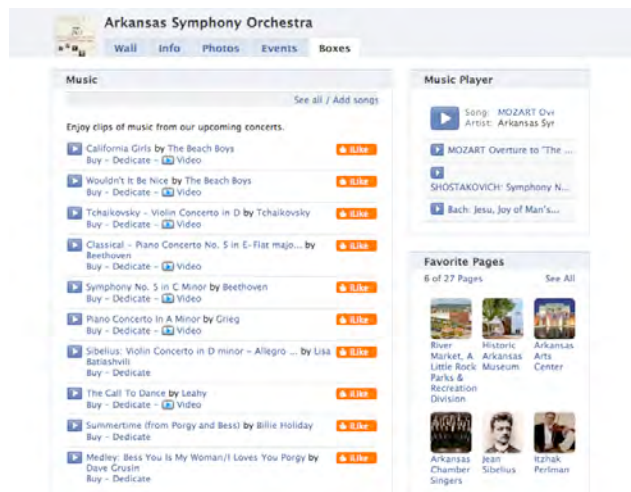 Arkansas Symphony Orchestra
Wall Info Photos Events Boxes
Music
See all / Add songs
Enjoy clips of music from our upcoming concerts.
California Girls by The Beach Boys
iLike
Buy - Dedicate - Video
Wouldn't It Be Nice by The Beach Boys
iLike
Buy - Dedicate - Video
Tchaikovsky - Violin Concerto in D by Tchaikovsky
iLike
Buy - Dedicate - Video
Classical - Piano Concerto No. 5 in E-Flat majo... by
iLike
Beethoven
Buy - Dedicate - Video
Symphony No. 5 in C Minor by Beethoven
iLike
Buy - Dedicate - Video
Piano Concerto In A Minor by Grieg
iLike
Buy - Dedicate - Video
Sibelius: Violin Concerto in D minor - Allegro ... by Lisa
iLike
Batiashvili
Buy - Dedicate
The Call To Dance by Leahy
iLike
Buy - Dedicate - Video
Summertime (from Porgy and Bess) by Billie Holiday
iLike
Buy - Dedicate
Medley: Bess You Is My Woman/I Loves You Porgy by
iLike
Dave Grusin
Buy - Dedicate
Music Player
Song: MOZART Ove
Artist: Arkansas Syr
MOZART Overture to "The ...
SHOSTAKOVICH: Symphony N...
Bach: Jesu, Joy of Man's...
Favorite Pages
6 of 27 Pages See All
River Market, A Little Rock Parks & Recreation Division
Historic Arkansas Museum
Arkansas Arts Center
Arkansas Chamber Singers
Jean Sibelius
Itzhak Perlman